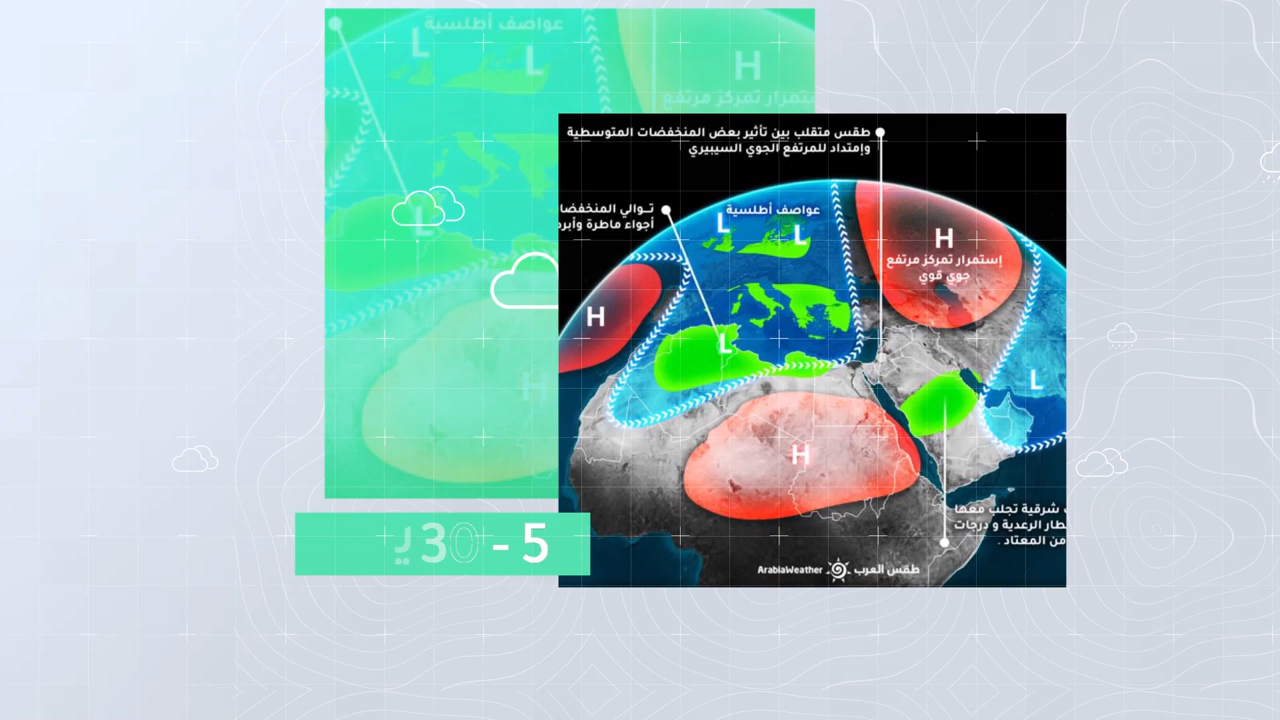 طقس متقلب بين تأثير بعض المنخفضات المتوسطية
وإمتداد للمرتفع الجوي السيبيري
عواصف أطلسية
L
L
H
إستمرار تمركز مرتفع
جوي قوي
تـوالي المنخفضا
أجواء ماطرة وأبر
H
L
L
H
شرقية تجلب معها
طار الرعدية و درجات
من المعتاد .
ArabiaWeather طقس العرب
عواصف أطلسية
L
L
H
ستمرار تمركز مرتفع
L
H
5 - 30